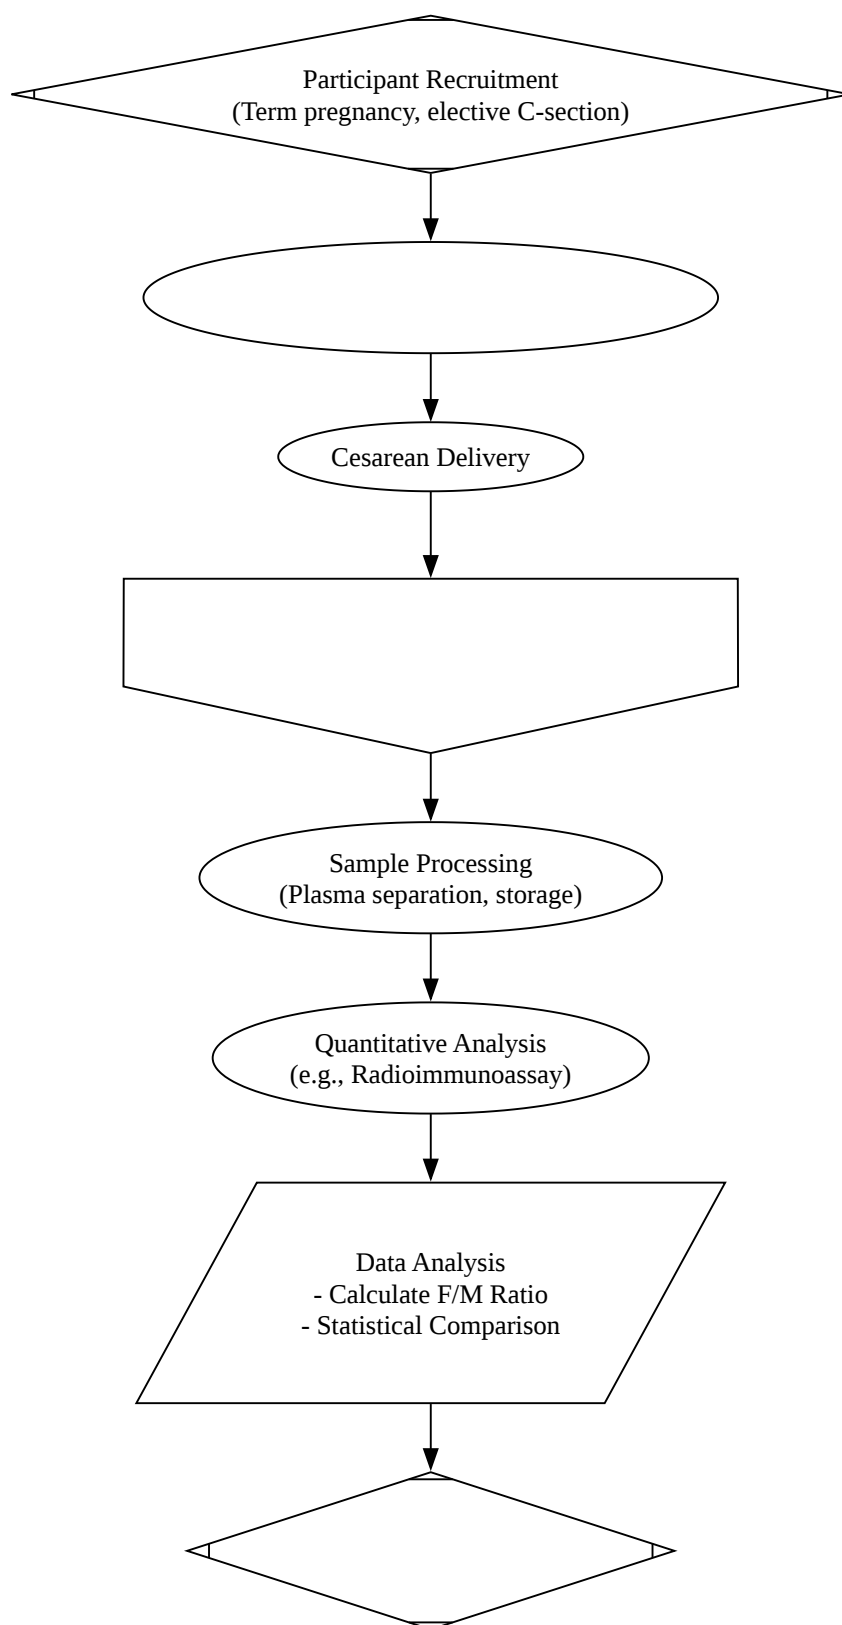 Participant Recruitment
(Term pregnancy, elective C-section)
Cesarean Delivery
Sample Processing
(Plasma separation, storage)
Quantitative Analysis
(e.g., Radioimmunoassay)
Data Analysis
- Calculate F/M Ratio
- Statistical Comparison